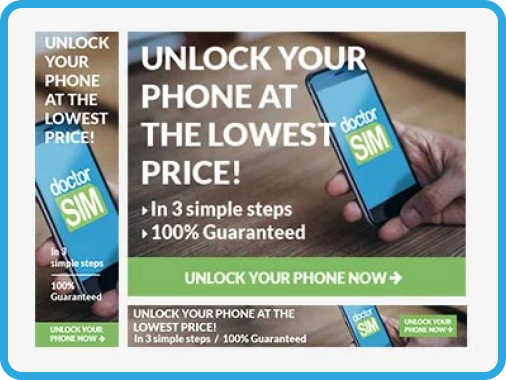 UNLOCK
YOUR
PHONE
AT THE
LOWEST
PRICE!
doctor
SIM
In 3
simple steps
100%
Guaranteed
UNLOCK YOUR
PHONE NOW →
UNLOCK YOUR
PHONE AT
THE LOWEST
PRICE!
doctor
SIM
In 3 simple steps
100% Guaranteed
UNLOCK YOUR PHONE NOW →
UNLOCK YOUR PHONE AT THE
LOWEST PRICE!
In 3 simple steps / 100% Guaranteed
doctor
SIM
UNLOCK YOUR
PHONE NOW →